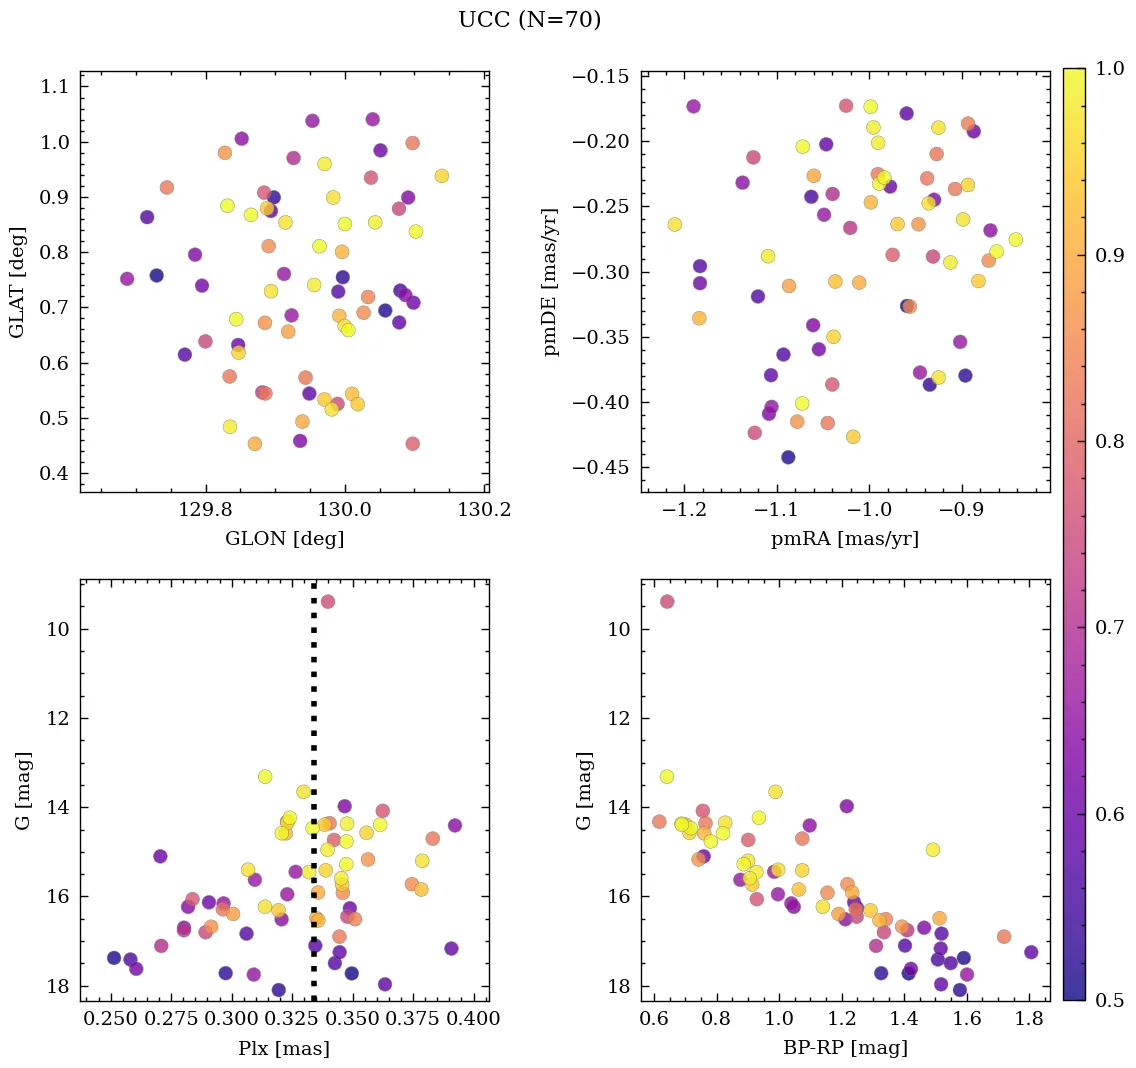 UCC (N=70)
1.1
1.0
0.9
0.8
0.7
0.6
0.5
0.4
GLAT [deg]
129.8 130.0 130.2
GLON [deg]
−0.15
−0.20
−0.25
−0.30
−0.35
−0.40
−0.45
pmDE [mas/yr]
−1.2 −1.1 −1.0 −0.9
pmRA [mas/yr]
10
12
14
16
18
G [mag]
0.250 0.275 0.300 0.325 0.350 0.375 0.400
Plx [mas]
10
12
14
16
18
G [mag]
0.6 0.8 1.0 1.2 1.4 1.6 1.8
BP-RP [mag]
1.0
0.9
0.8
0.7
0.6
0.5